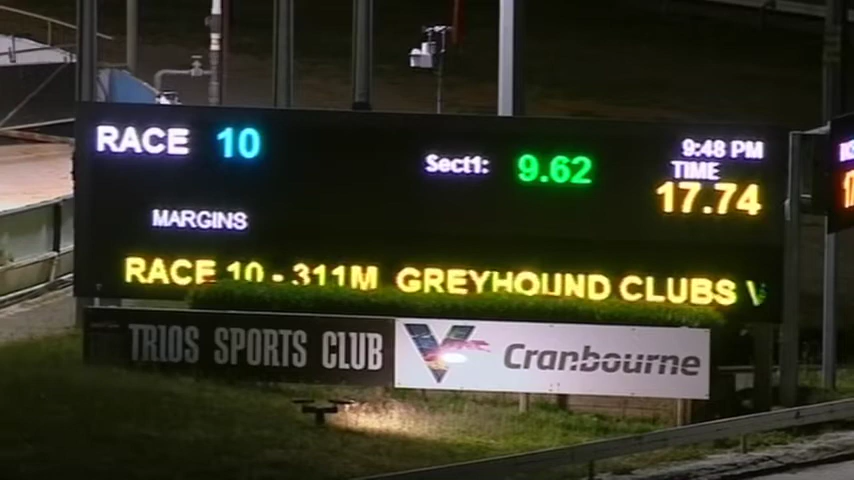 RACE 10
Sect1: 9.62
9:48 PM
TIME
17.74
MARGINS
RACE 10 - 311M GREYHOUND CLUBS V
TRIOS SPORTS CLUB
Cranbourne